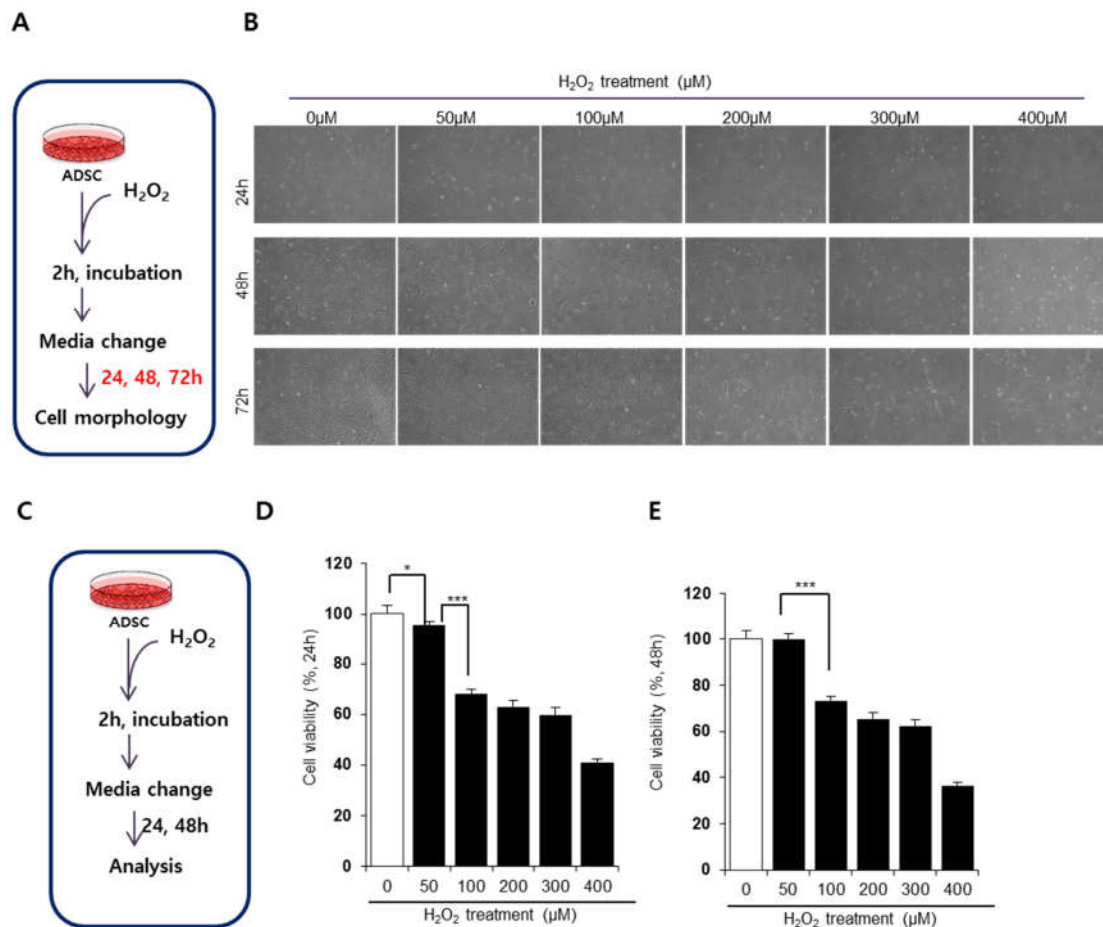 A
ADSC
H₂O₂
2h, incubation
Media change
24, 48, 72h
Cell morphology
B
H₂O₂ treatment (µM)
0µM 50µM 100µM 200µM 300µM 400µM
24h
48h
72h
C
ADSC
H₂O₂
2h, incubation
Media change
24, 48h
Analysis
D
Cell viability (%, 24h)
120
100
80
60
40
20
0
*
***
0 50 100 200 300 400
H₂O₂ treatment (µM)
E
Cell viability (%, 48h)
120
100
80
60
40
20
0
***
0 50 100 200 300 400
H₂O₂ treatment (µM)